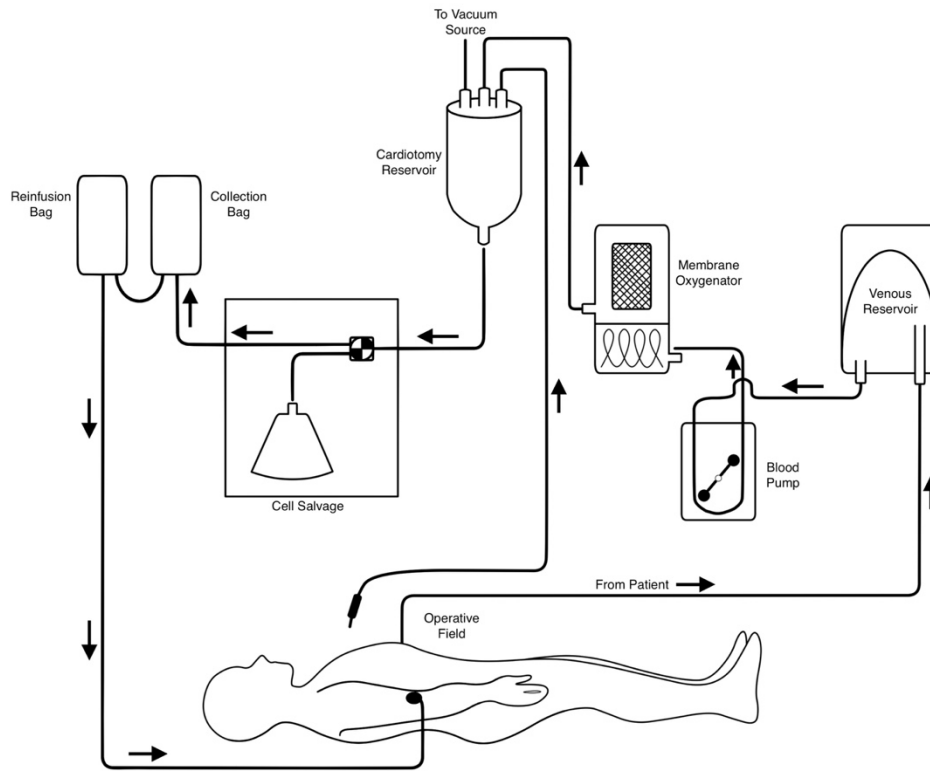 To Vacuum
Source
Cardiotomy
Reservoir
Reinfusion
Bag
Collection
Bag
Membrane
Oxygenator
Venous
Reservoir
Blood
Pump
Cell Salvage
From Patient
Operative
Field